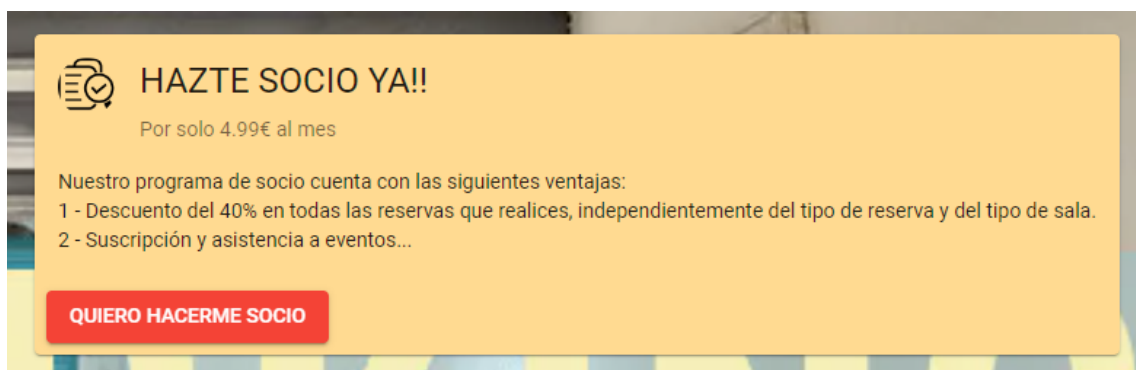 HAZTE SOCIO YA!!
Por solo 4.99€ al mes
Nuestro programa de socio cuenta con las siguientes ventajas:
1 - Descuento del 40% en todas las reservas que realices, independientemente del tipo de reserva y del tipo de sala.
2 - Suscripción y asistencia a eventos...
QUIERO HACERME SOCIO